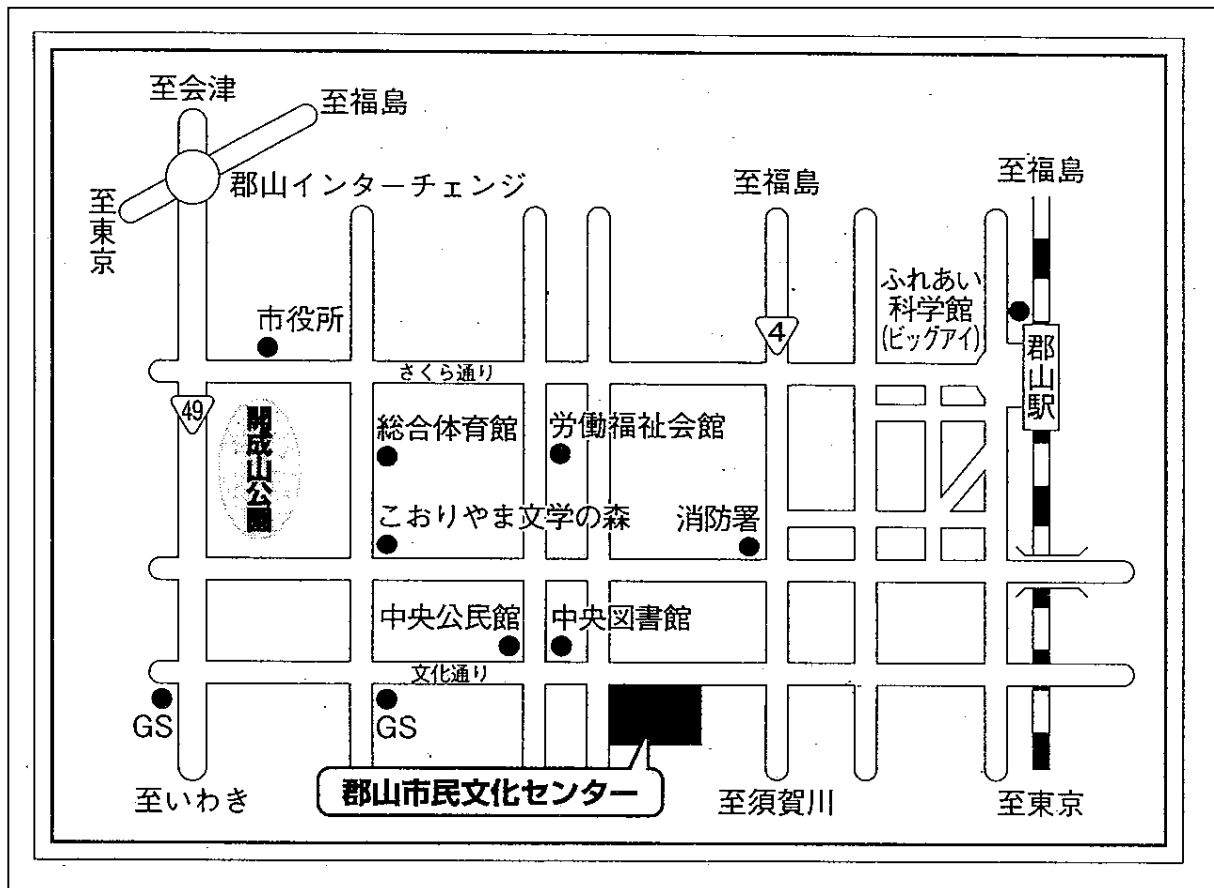 至会津
至福島
郡山インターチェンジ
至東京
至福島
至福島
ふれあい
科学館
(ビッグアイ)
市役所
4
郡山駅
さくら通り
49
開成山公園
総合体育館
労働福祉会館
こおりやま文学の森
消防署
中央公民館
中央図書館
文化通り
GS
GS
郡山市民文化センター
至いわき
至須賀川
至東京